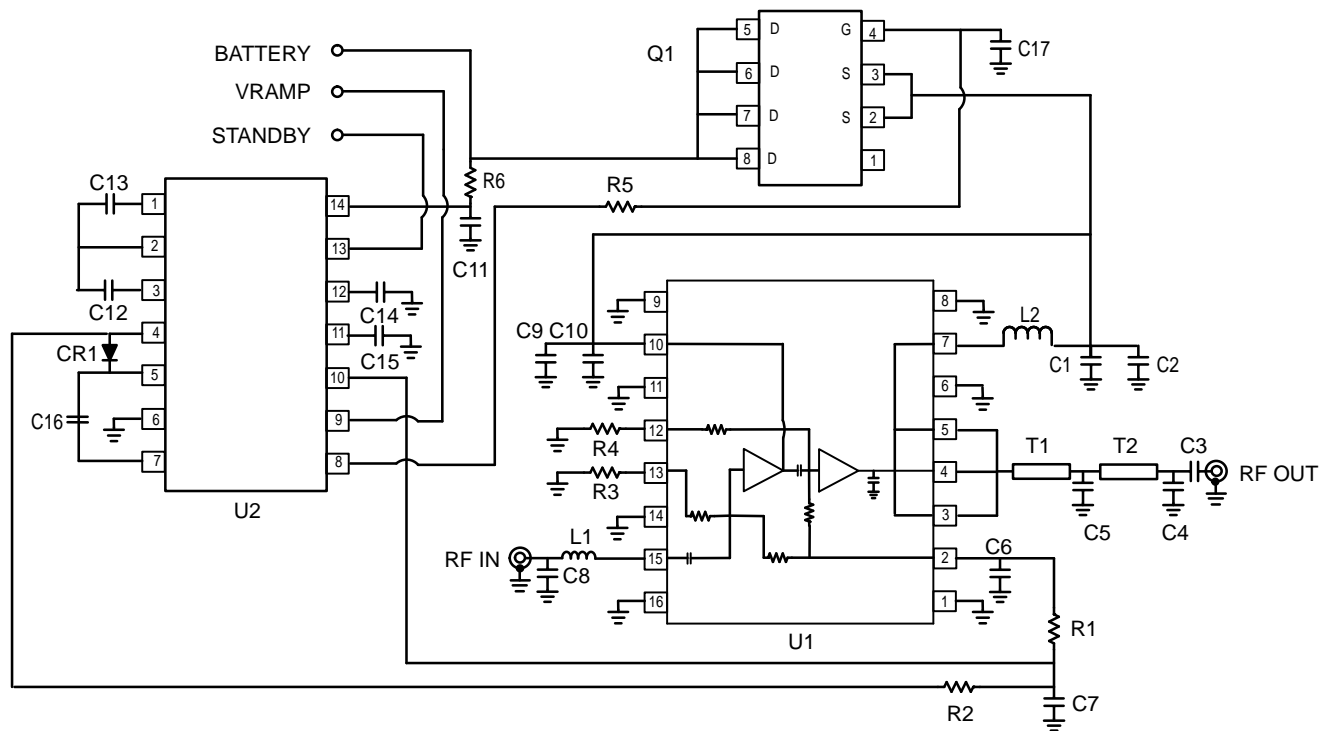 BATTERY
VRAMP
STANDBY
Q1
5 D G 4
6 D S 3
7 D S 2
8 D 1
C17
R6
R5
C11
C13
C12
1
2
3
4
5
6
7
14
13
12
11
10
9
8
C14
C15
CR1
C16
U2
C9 C10
9
10
11
12
13
14
15
16
8
7
6
5
4
3
2
1
L2
C1
C2
R4
R3
L1
RF IN
C8
U1
T1
T2
C3
RF OUT
C5
C4
C6
R1
R2
C7